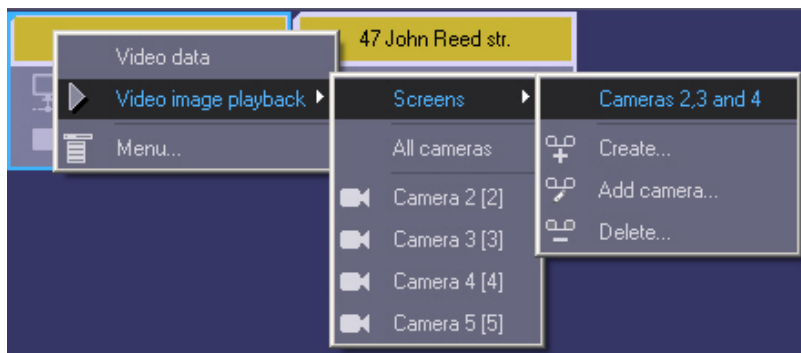 47 John Reed str.
Video data
Video image playback
Menu...
Screens
All cameras
Camera 2 [2]
Camera 3 [3]
Camera 4 [4]
Camera 5 [5]
Cameras 2,3 and 4
Create...
Add camera...
Delete...